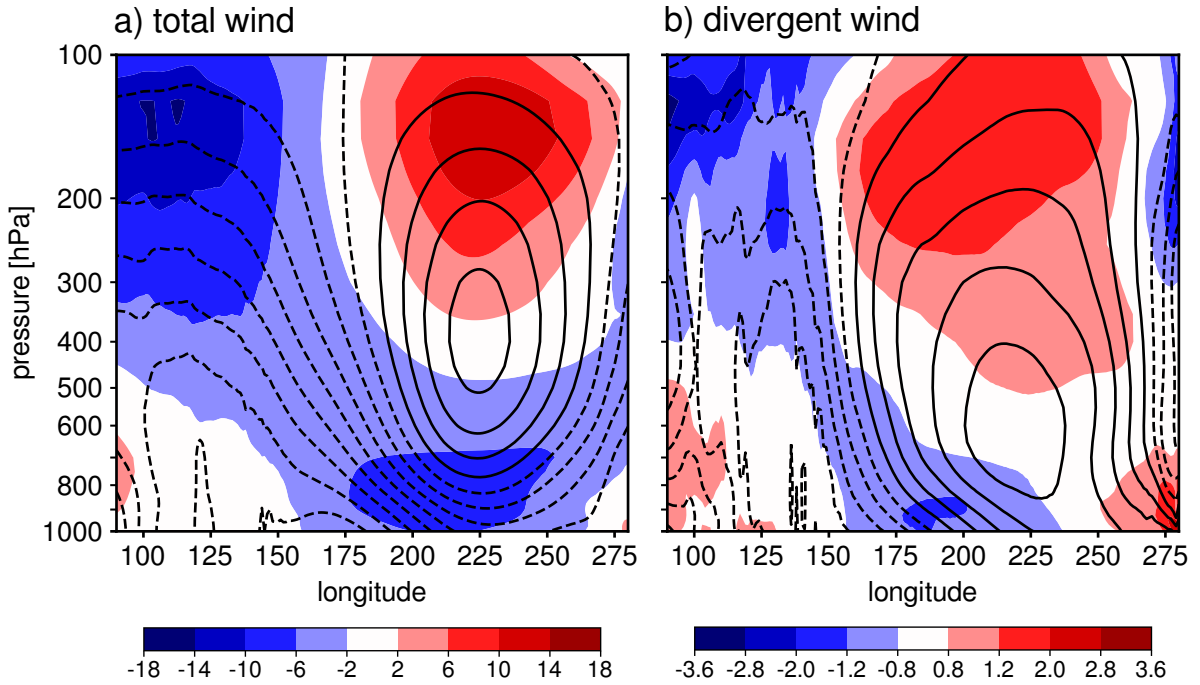 a) total wind
b) divergent wind
pressure [hPa]
100
200
300
400
500
600
800
1000
100 125 150 175 200 225 250 275
longitude
100 125 150 175 200 225 250 275
longitude
-18 -14 -10 -6 -2 2 6 10 14 18
-3.6 -2.8 -2.0 -1.2 -0.8 0.8 1.2 2.0 2.8 3.6